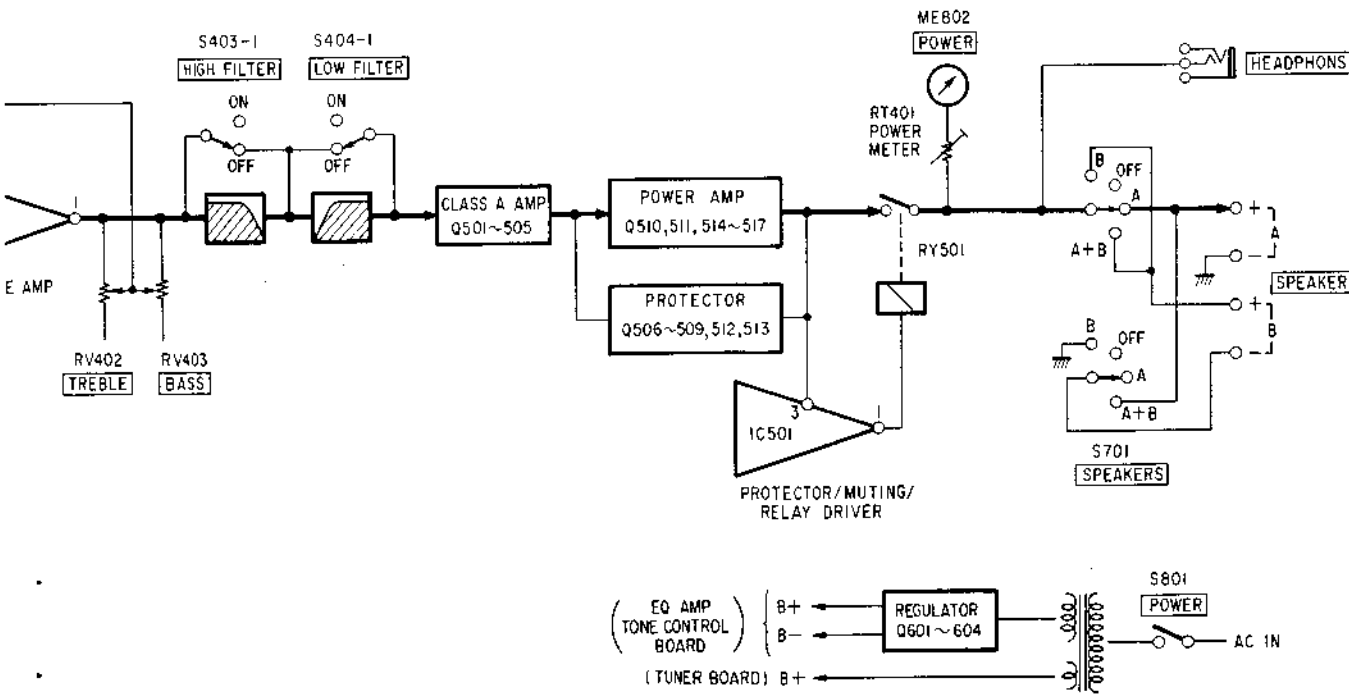 ME802
POWER
S403-1
S404-1
HIGH FILTER
LOW FILTER
HEADPHONS
ON
ON
RT401
POWER
METER
OFF
OFF
B
OFF
A
1
CLASS A AMP
Q501~505
POWER AMP
Q510,511,514~517
+
A
-
A+B
RY501
E AMP
PROTECTOR
Q506~509,512,513
SPEAKER
+
B
-
B
OFF
A
A+B
RV402
TREBLE
RV403
BASS
3
1
IC501
S701
SPEAKERS
PROTECTOR/MUTING/
RELAY DRIVER
S801
POWER
EQ AMP
TONE CONTROL
BOARD
B+
B-
REGULATOR
Q601~604
AC IN
(TUNER BOARD) B+